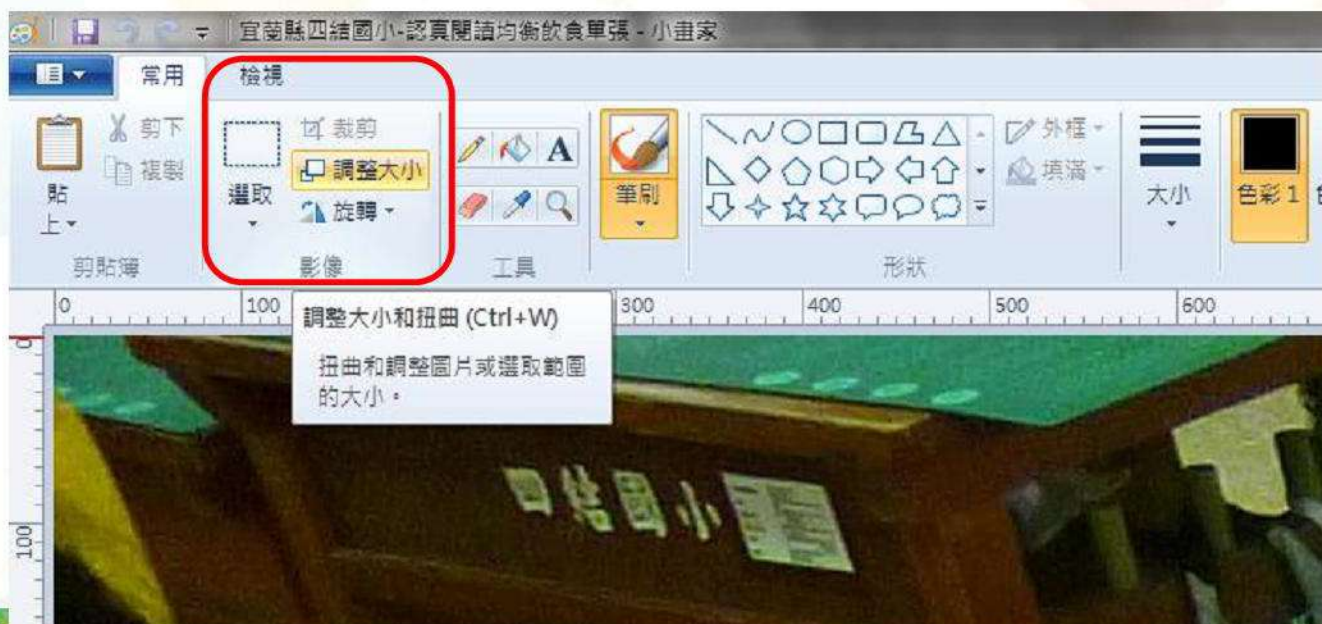 宜蘭縣四結國小-認真閱讀均衡飲食單張 - 小畫家
常用 檢視
剪下
複製
貼上
剪貼簿
選取
裁剪
調整大小
旋轉
影像
A
工具
筆刷
外框
填滿
形狀
大小
色彩 1
0 100 300 400 500 600
調整大小和扭曲 (Ctrl+W)
扭曲和調整圖片或選取範圍
的大小。
0
100